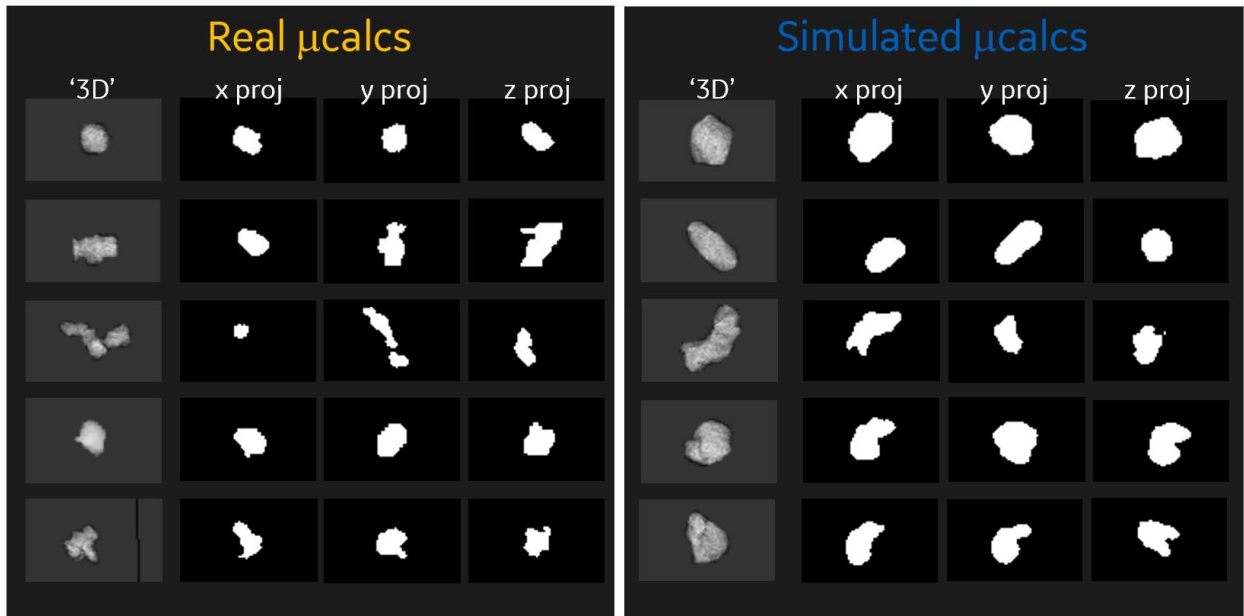 Real μcalcs
‘3D’ x proj y proj z proj
Simulated μcalcs
‘3D’ x proj y proj z proj